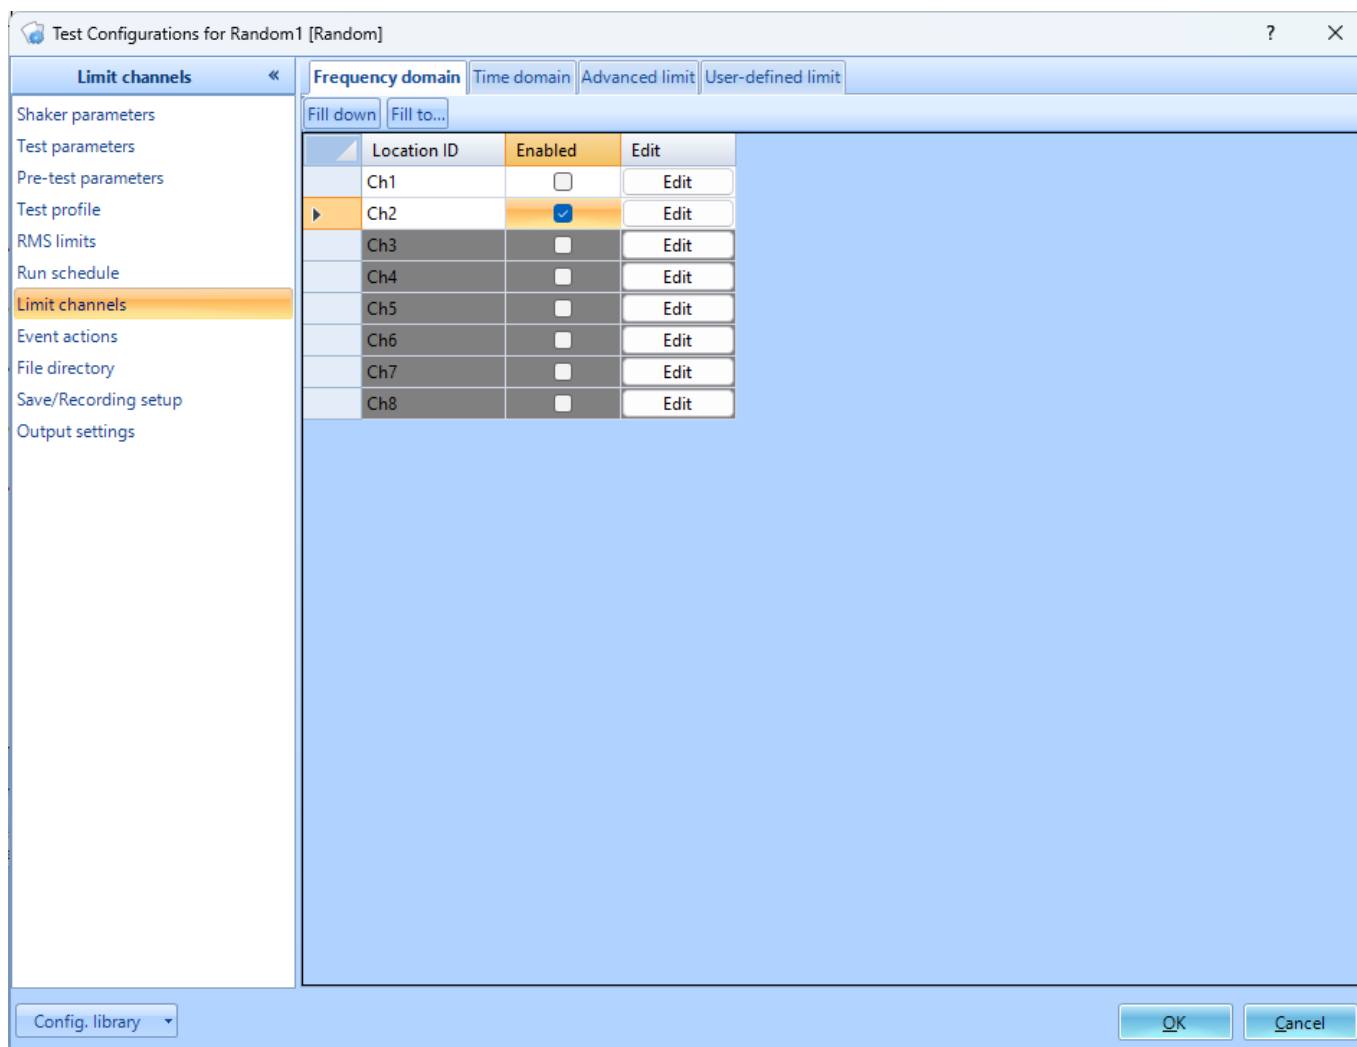 Test Configurations for Random1 [Random]
?
Limit channels «
Shaker parameters
Test parameters
Pre-test parameters
Test profile
RMS limits
Run schedule
Limit channels
Event actions
File directory
Save/Recording setup
Output settings
Frequency domain Time domain Advanced limit User-defined limit
Fill down Fill to...
Location ID Enabled Edit
Ch1 Edit
Ch2 Edit
Ch3 Edit
Ch4 Edit
Ch5 Edit
Ch6 Edit
Ch7 Edit
Ch8 Edit
Config. library OK Cancel